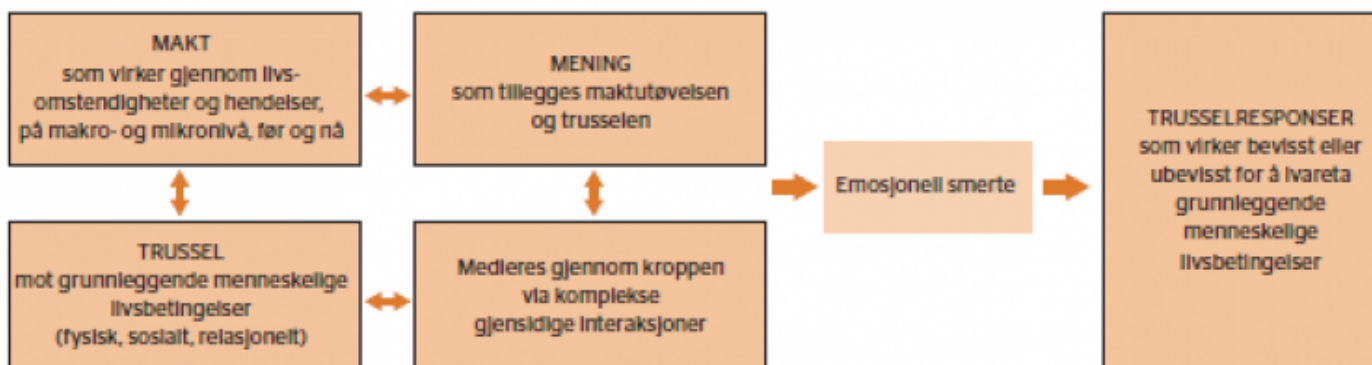 MAKT
som virker gjennom livs-
omstendigheter og hendelser,
på makro- og mikronivå, før og nå
MENING
som tillegges maktutøvelsen
og trusselen
TRUSSEL
mot grunnleggende menneskelige
livsbetingelser
(fysisk, sosialt, relasjonelt)
Medieres gjennom kroppen
via komplekse
gjensidige interaksjoner
Emosjonell smerte
TRUSSELRESPONSER
som virker bevisst eller
ubevisst for å ivareta
grunnleggende
menneskelige
livsbetingelser